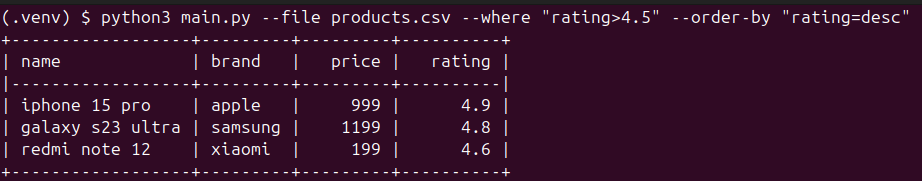 (.venv) $ python3 main.py --file products.csv --where "rating>4.5" --order-by "rating=desc"
+------------------+---------+---------+----------+
| name             | brand   |   price |   rating |
|------------------+---------+---------+----------|
| iphone 15 pro    | apple   |     999 |      4.9 |
| galaxy s23 ultra | samsung |    1199 |      4.8 |
| redmi note 12    | xiaomi  |     199 |      4.6 |
+------------------+---------+---------+----------+